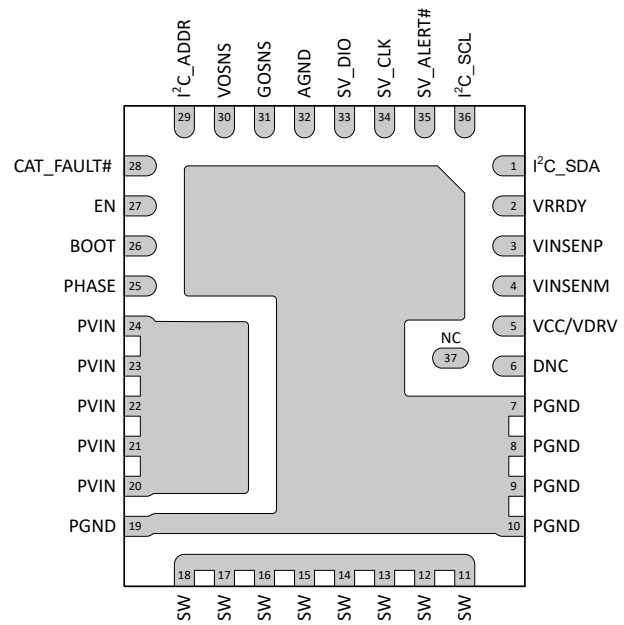 I²C_ADDR
VOSNS
GOSNS
AGND
SV_DIO
SV_CLK
SV_ALERT#
I²C_SCL
29 30 31 32 33 34 35 36
CAT_FAULT# 28 1 I²C_SDA
EN 27 2 VRRDY
BOOT 26 3 VINSENP
PHASE 25 4 VINSENM
PVIN 24 5 VCC/VDRV
NC
37
PVIN 23 6 DNC
PVIN 22 7 PGND
PVIN 21 8 PGND
PVIN 20 9 PGND
PGND 19 10 PGND
18 17 16 15 14 13 12 11
SW SW SW SW SW SW SW SW